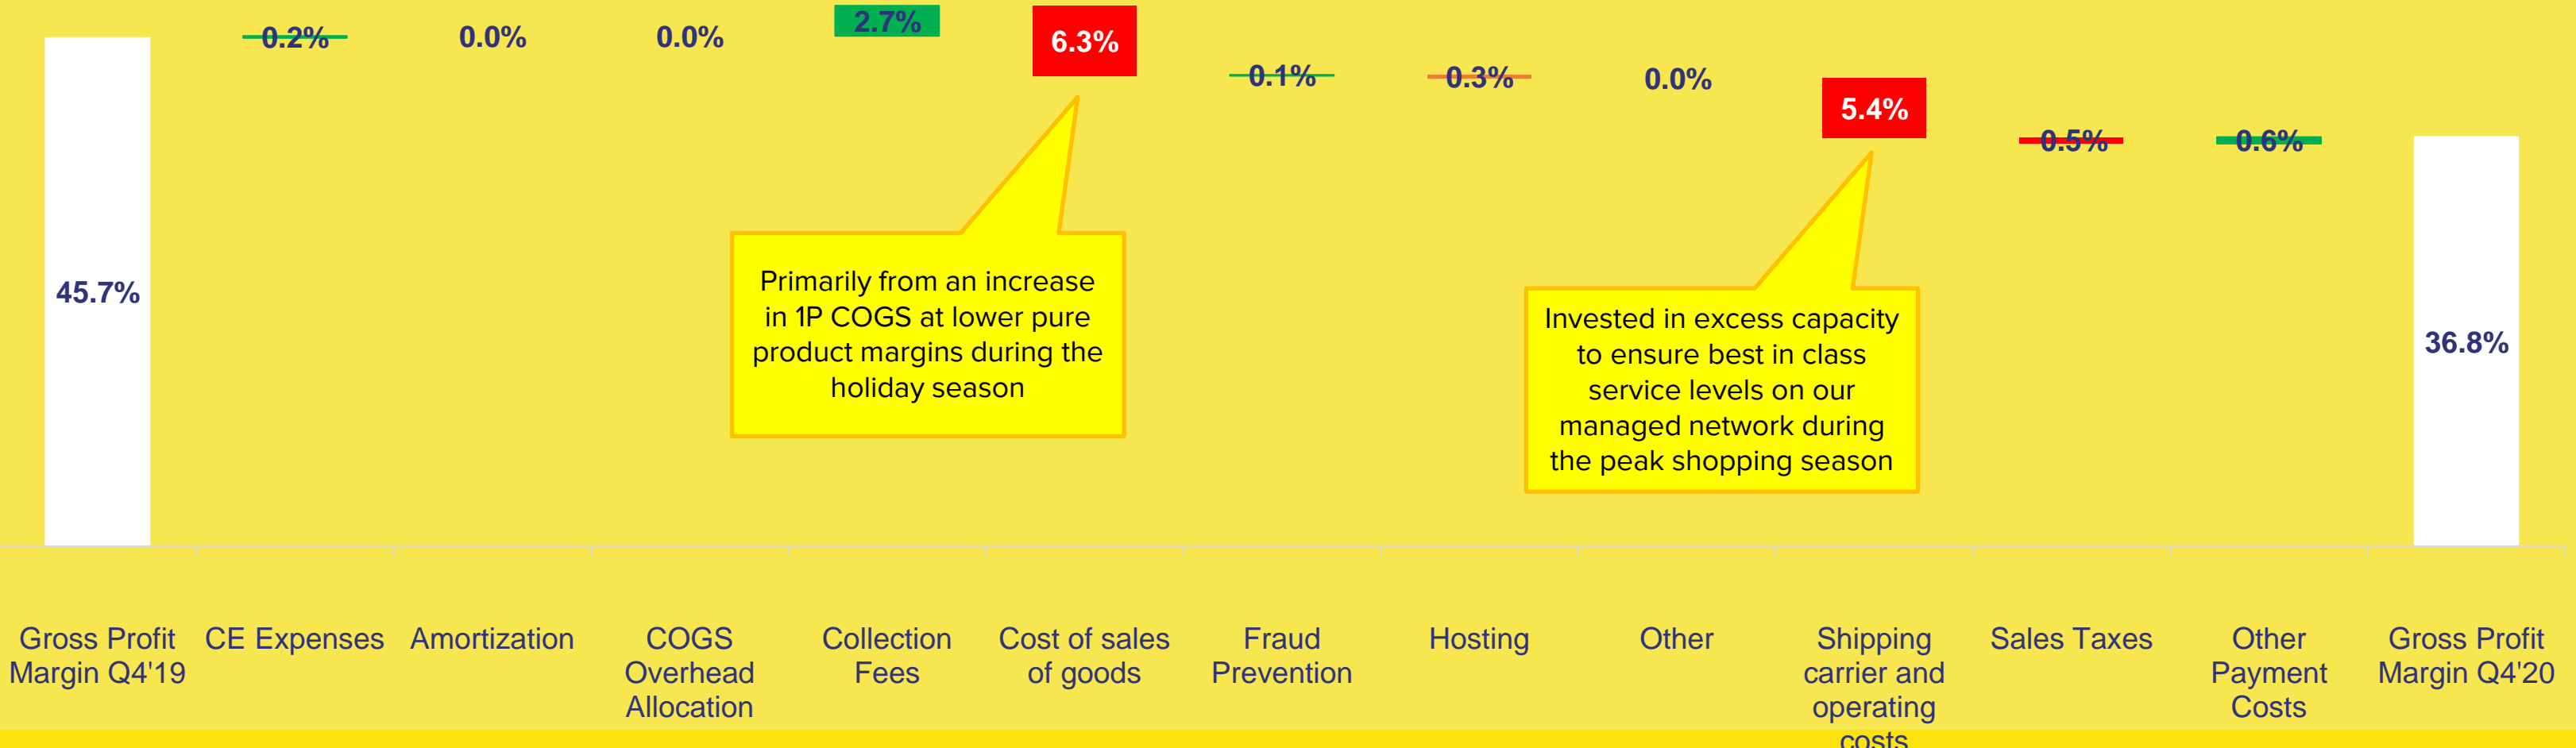 0.2%
0.0%
0.0%
2.7%
6.3%
0.1%
0.3%
0.0%
5.4%
0.5%
0.6%
45.7%
36.8%
Primarily from an increase
in 1P COGS at lower pure
product margins during the
holiday season
Invested in excess capacity
to ensure best in class
service levels on our
managed network during
the peak shopping season
Gross Profit
Margin Q4'19
CE Expenses
Amortization
COGS
Overhead
Allocation
Collection
Fees
Cost of sales
of goods
Fraud
Prevention
Hosting
Other
Shipping
carrier and
operating
costs
Sales Taxes
Other
Payment
Costs
Gross Profit
Margin Q4'20